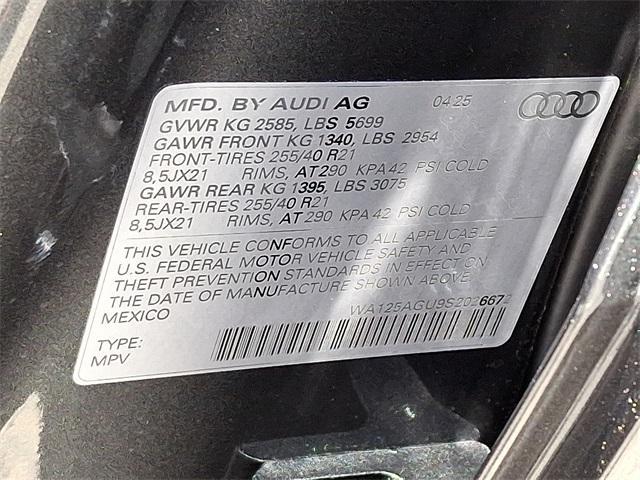 MFD. BY AUDI AG 04 25
GVWR KG 2585, LBS 5699
GAWR FRONT KG 1340, LBS 2954
FRONT-TIRES 255/40 R21
8,5JX21 RIMS, AT 290 KPA 42 PSI COLD
GAWR REAR KG 1395, LBS 3075
REAR-TIRES 255/40 R21
8,5JX21 RIMS, AT 290 KPA 42 PSI COLD
THIS VEHICLE CONFORMS TO ALL APPLICABLE
U.S. FEDERAL MOTOR VEHICLE SAFETY AND
THEFT PREVENTION STANDARDS IN EFFECT ON
THE DATE OF MANUFACTURE SHOWN ABOVE.
MEXICO WA125AGU9S2026672
TYPE:
MPV